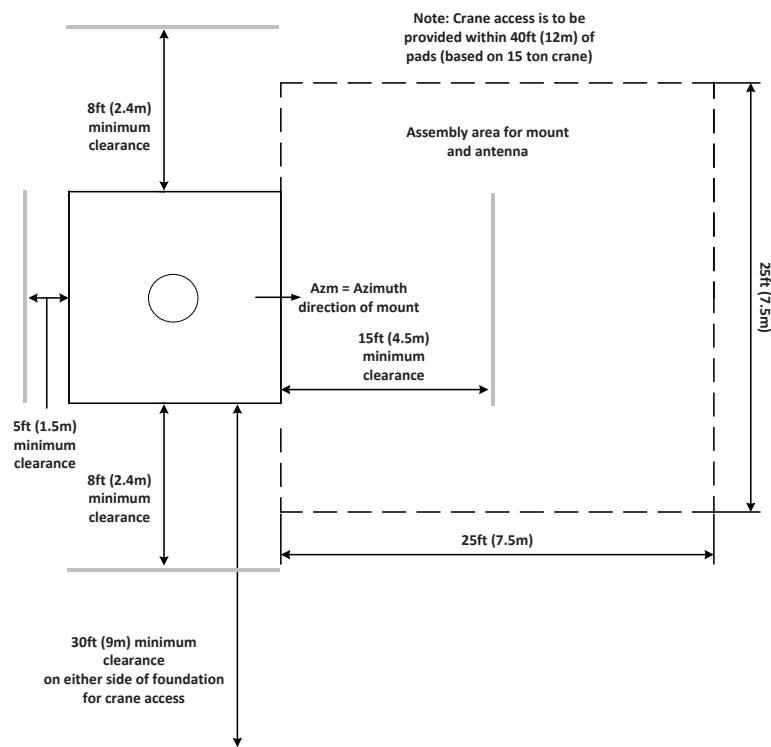 Note: Crane access is to be
provided within 40ft (12m) of
pads (based on 15 ton crane)
8ft (2.4m)
minimum
clearance
Assembly area for mount
and antenna
Azm = Azimuth
direction of mount
25ft (7.5m)
15ft (4.5m)
minimum
clearance
5ft (1.5m)
minimum
clearance
8ft (2.4m)
minimum
clearance
25ft (7.5m)
30ft (9m) minimum
clearance
on either side of foundation
for crane access